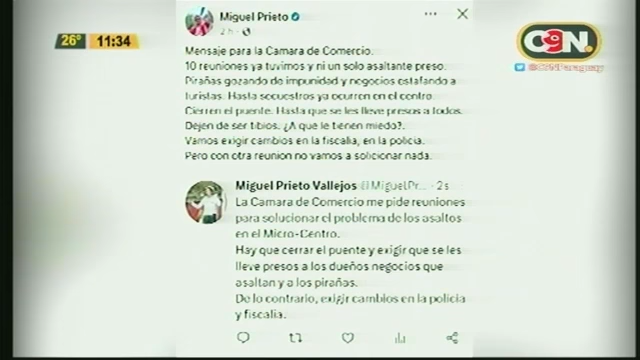 Miguel Prieto
2 h
26°
11:34
C9N
@C9NParaguay
Mensaje para la Camara de Comercio.
10 reuniones ya tuvimos y ni un solo asaltante preso.
Pirañas gozando de impunidad y negocios estafando a
turistas. Hasta secuestros ya ocurren en el centro.
Cierren el puente. Hasta que se les lleve presos a todos.
Dejen de ser tibios. ¿A que le tienen miedo?.
Vamos exigir cambios en la fiscalia, en la policia.
Pero con otra reunion no vamos a solicionar nada.
Miguel Prieto Vallejos @MiguelPr... · 2s
La Camara de Comercio me pide reuniones
para solucionar el problema de los asaltos
en el Micro-Centro.
Hay que cerrar el puente y exigir que se les
lleve presos a los dueños negocios que
asaltan y a los pirañas.
De lo contrario, exigir cambios en la policia
y fiscalia.